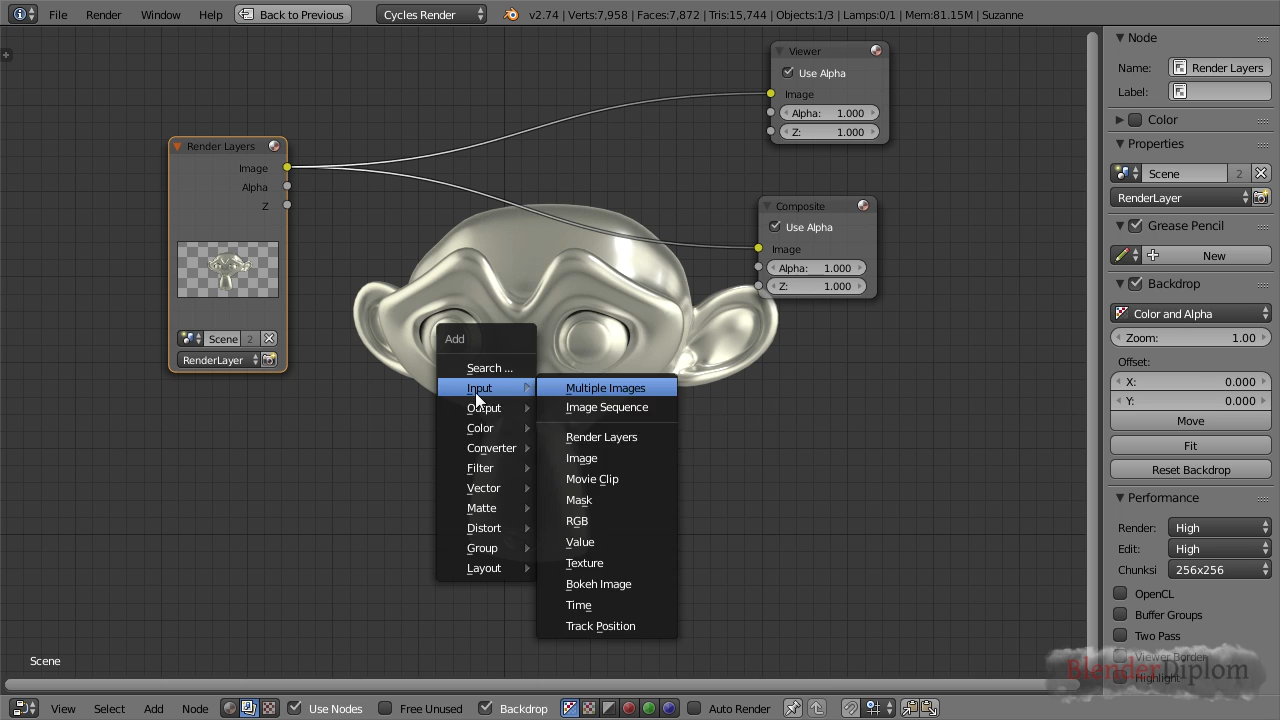 File Render Window Help Back to Previous Cycles Render v2.74 | Verts:7,958 | Faces:7,872 | Tris:15,744 | Objects:1/3 | Lamps:0/1 | Mem:81.15M | Suzanne
Render Layers
Image
Alpha
Z
Scene 2
RenderLayer
Viewer
Use Alpha
Image
Alpha: 1.000
Z: 1.000
Composite
Use Alpha
Image
Alpha: 1.000
Z: 1.000
Add
Search ...
Input
Output
Color
Converter
Filter
Vector
Matte
Distort
Group
Layout
Multiple Images
Image Sequence
Render Layers
Image
Movie Clip
Mask
RGB
Value
Texture
Bokeh Image
Time
Track Position
Node
Name: Render Layers
Label:
Color
Properties
Scene 2
RenderLayer
Grease Pencil
New
Backdrop
Color and Alpha
Zoom: 1.00
Offset:
X: 0.000
Y: 0.000
Move
Fit
Reset Backdrop
Performance
Render: High
Edit: High
Chunksi 256x256
OpenCL
Buffer Groups
Two Pass
Viewer Border
Highlight
BlenderDiplom
Scene
View Select Add Node Use Nodes Free Unused Backdrop Auto Render